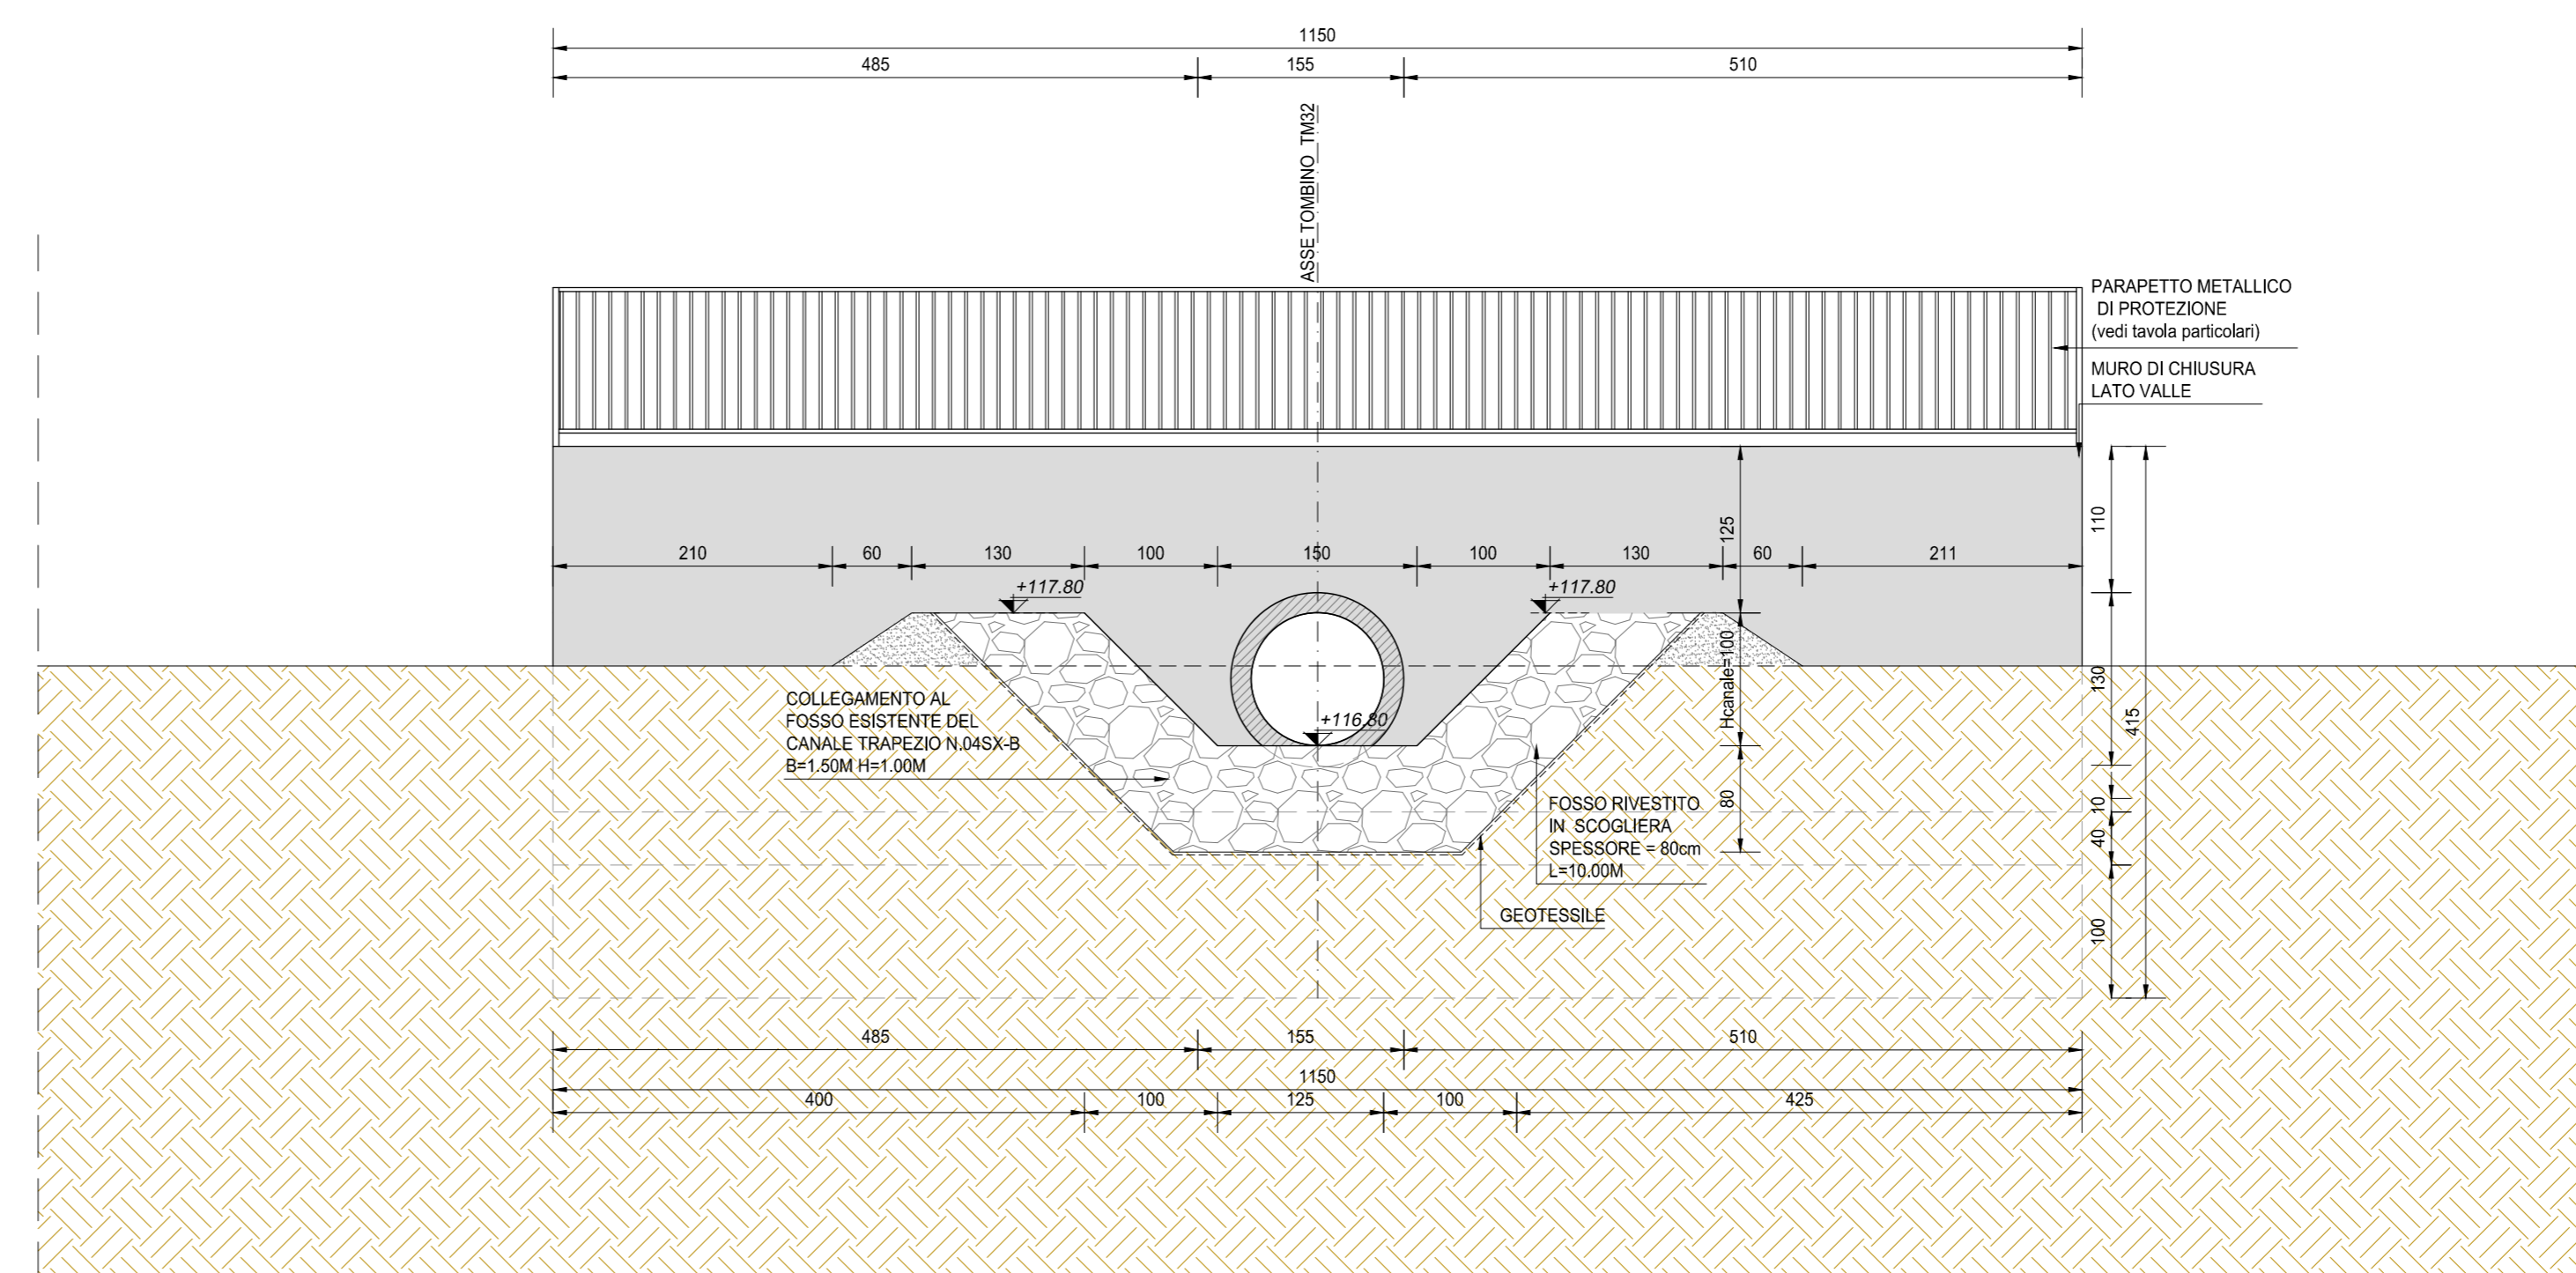 1150
485 155 510
ASSE TOMBINO TM32
PARAPETTO METALLICO
DI PROTEZIONE
(vedi tavola particolari)
MURO DI CHIUSURA
LATO VALLE
125
110
210 60 130 100 150 100 130 60 211
+117.80 +117.80
Hcanale=100
130
415
COLLEGAMENTO AL
FOSSO ESISTENTE DEL
CANALE TRAPEZIO N.04SX-B
B=1.50M H=1.00M
+116.80
80
10
40
FOSSO RIVESTITO
IN SCOGLIERA
SPESSORE = 80cm
L=10.00M
GEOTESSILE
100
485 155 510
1150
400 100 125 100 425